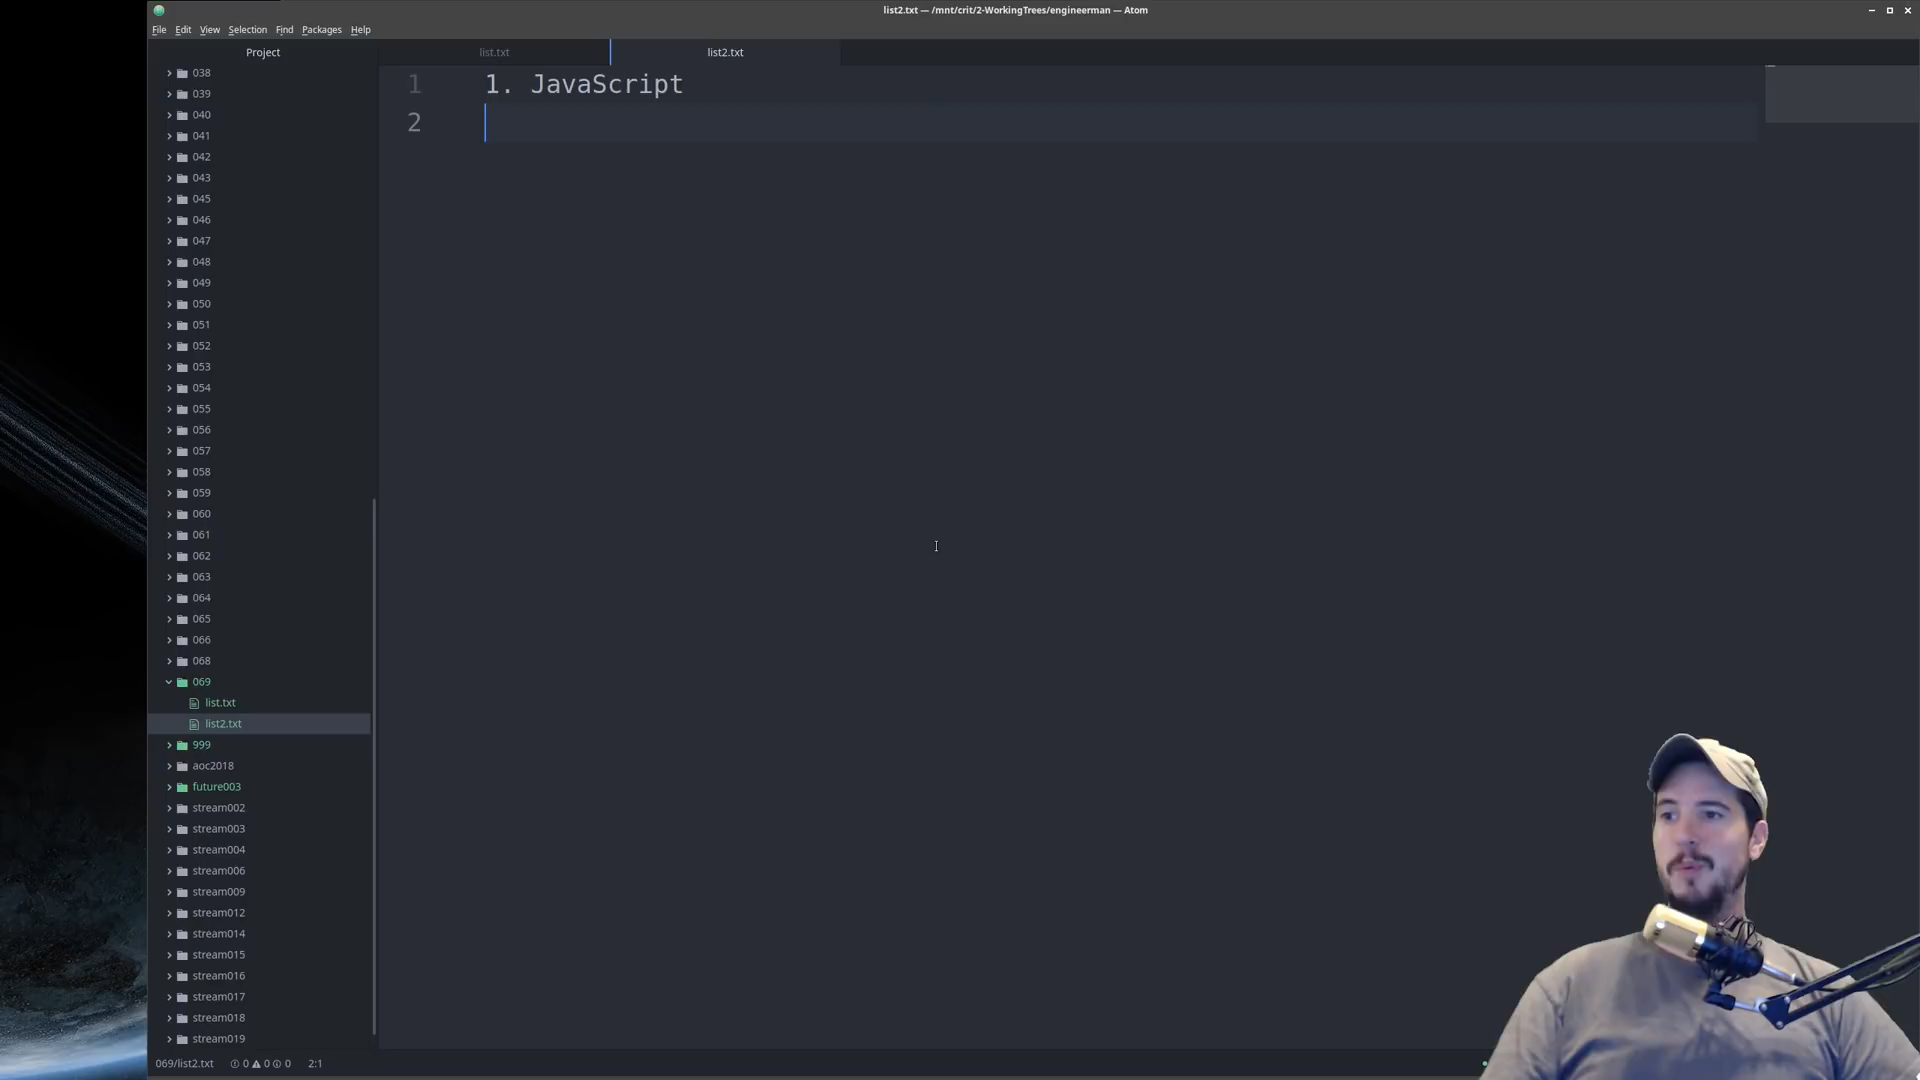 list2.txt — /mnt/crit/2-WorkingTrees/engineerman — Atom
File Edit View Selection Find Packages Help
Project
list.txt
list2.txt
1 1. JavaScript
2
038
039
040
041
042
043
045
046
047
048
049
050
051
052
053
054
055
056
057
058
059
060
061
062
063
064
065
066
068
069
list.txt
list2.txt
999
aoc2018
future003
stream002
stream003
stream004
stream006
stream009
stream012
stream014
stream015
stream016
stream017
stream018
stream019
069/list2.txt 0 0 0 2:1